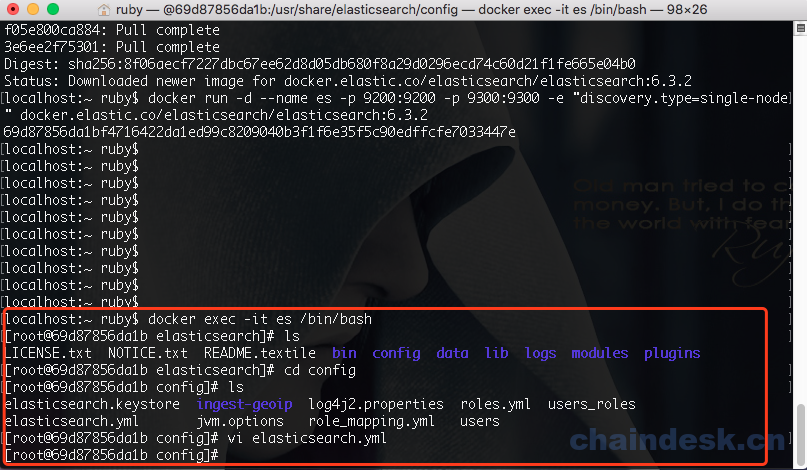 ruby — @69d87856da1b:/usr/share/elasticsearch/config — docker exec -it es /bin/bash — 98×26
f05e800ca884: Pull complete
3e6ee2f75301: Pull complete
Digest: sha256:8f06aecf7227dbc67ee62d8d05db680f8a29d0296ecd74c60d21f1fe665e04b0
Status: Downloaded newer image for docker.elastic.co/elasticsearch/elasticsearch:6.3.2
[localhost:~ ruby$ docker run -d --name es -p 9200:9200 -p 9300:9300 -e "discovery.type=single-node]
" docker.elastic.co/elasticsearch/elasticsearch:6.3.2
69d87856da1bf4716422da1ed99c8209040b3f1f6e35f5c90edffcfe7033447e
[localhost:~ ruby$ ]
[localhost:~ ruby$ ]
[localhost:~ ruby$ ]
[localhost:~ ruby$ ]
[localhost:~ ruby$ ]
[localhost:~ ruby$ ]
[localhost:~ ruby$ ]
[localhost:~ ruby$ ]
[localhost:~ ruby$ ]
[localhost:~ ruby$ ]
Old man tried to c
money. But, I do th
the world with fear
[localhost:~ ruby$ docker exec -it es /bin/bash ]
[[root@69d87856da1b elasticsearch]# ls ]
LICENSE.txt NOTICE.txt README.textile bin config data lib logs modules plugins
[[root@69d87856da1b elasticsearch]# cd config ]
[[root@69d87856da1b config]# ls ]
elasticsearch.keystore ingest-geoip log4j2.properties roles.yml users_roles
elasticsearch.yml jvm.options role_mapping.yml users
[[root@69d87856da1b config]# vi elasticsearch.yml ]
[[root@69d87856da1b config]# ]
chaindesk.cn